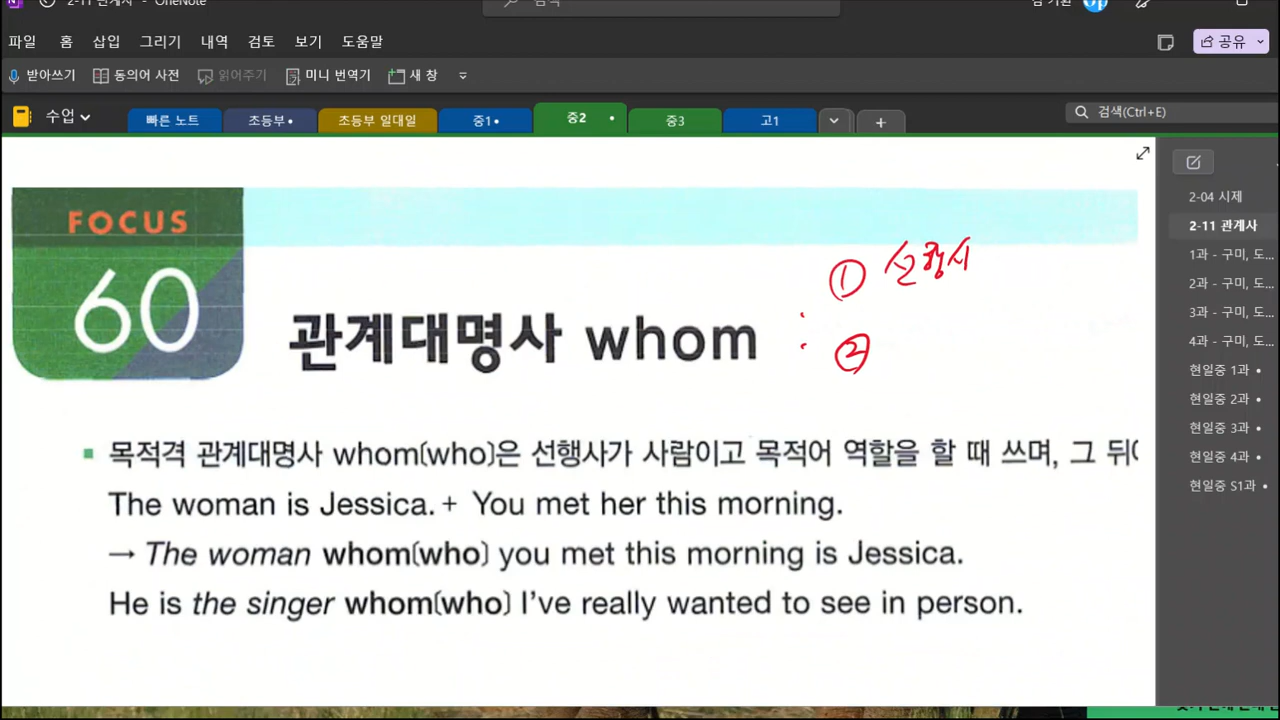 2-11 관계사 - OneNote
검색
파일 홈 삽입 그리기 내역 검토 보기 도움말
공유
받아쓰기 동의어 사전 읽어주기 미니 번역기 새 창
수업 빠른 노트 초등부 초등부 일대일 중1 중2 중3 고1 +
검색(Ctrl+E)
FOCUS
60
관계대명사 whom
① 선행사
②
목적격 관계대명사 whom(who)은 선행사가 사람이고 목적어 역할을 할 때 쓰며, 그 뒤
The woman is Jessica. + You met her this morning.
→ The woman whom(who) you met this morning is Jessica.
He is the singer whom(who) I've really wanted to see in person.
2-04 시제
2-11 관계사
1과 - 구미, 도...
2과 - 구미, 도...
3과 - 구미, 도...
4과 - 구미, 도...
현일중 1과
현일중 2과
현일중 3과
현일중 4과
현일중 S1과